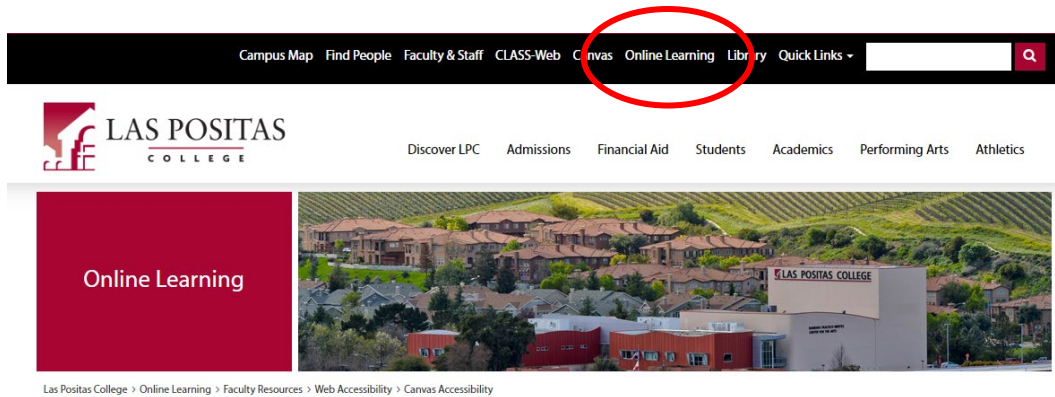 Campus Map Find People Faculty & Staff CLASS-Web Canvas Online Learning Library Quick Links
LAS POSITAS
COLLEGE
Discover LPC Admissions Financial Aid Students Academics Performing Arts Athletics
Online Learning
LAS POSITAS COLLEGE
Las Positas College > Online Learning > Faculty Resources > Web Accessibility > Canvas Accessibility